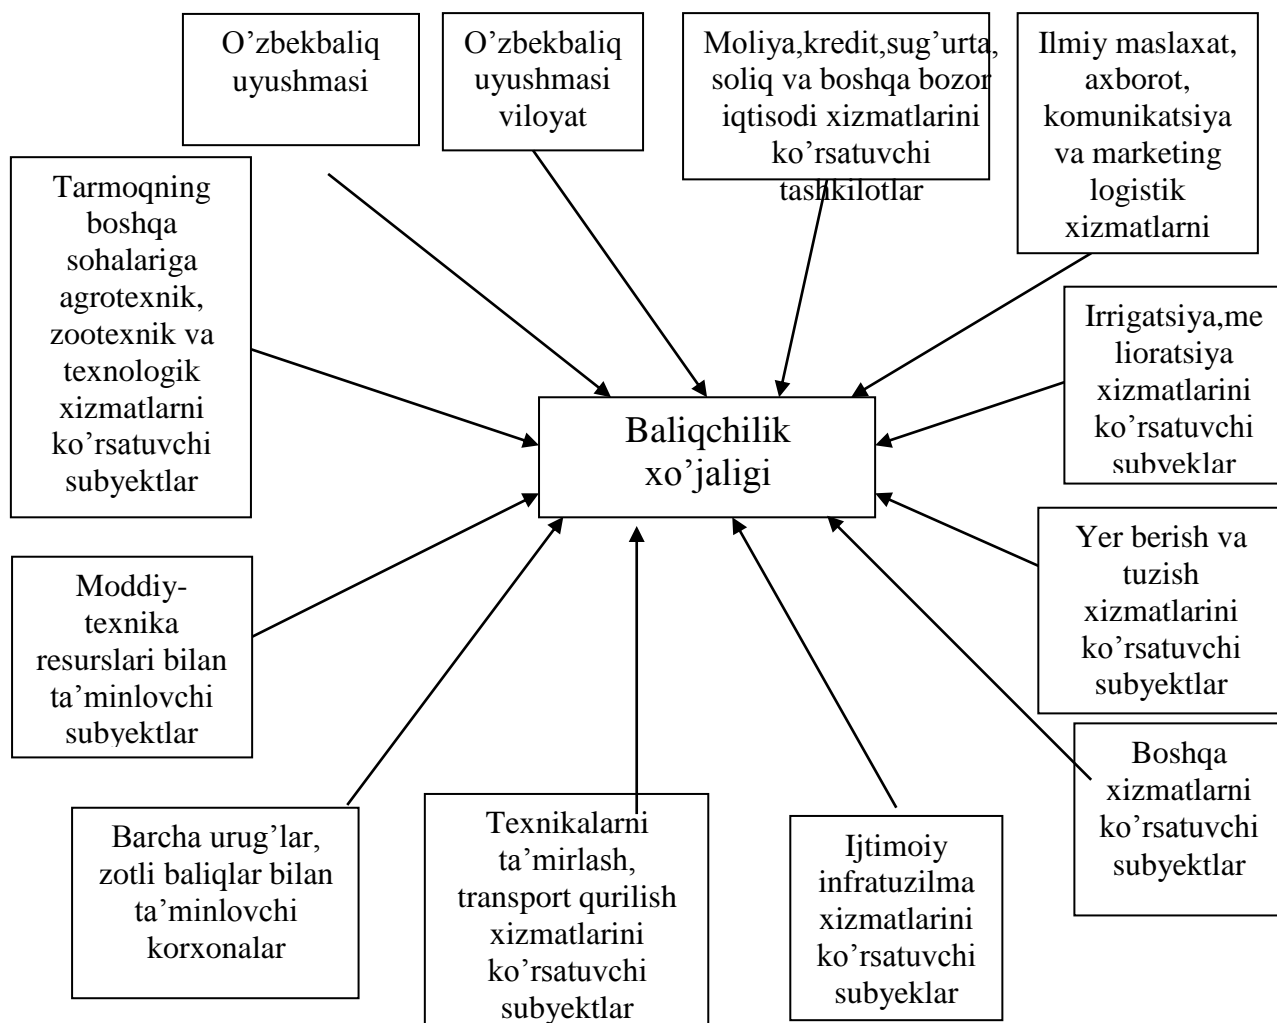 O’zbekbaliq
uyushmasi
O’zbekbaliq
uyushmasi
viloyat
Moliya,kredit,sug’urta,
soliq va boshqa bozor
iqtisodi xizmatlarini
ko’rsatuvchi
tashkilotlar
Ilmiy maslaxat,
axborot,
komunikatsiya
va marketing
logistik
xizmatlarni
Tarmoqning
boshqa
sohalariga
agrotexnik,
zootexnik va
texnologik
xizmatlarni
ko’rsatuvchi
subyektlar
Irrigatsiya,me
lioratsiya
xizmatlarini
ko’rsatuvchi
subyeklar
Baliqchilik
xo’jaligi
Yer berish va
tuzish
xizmatlarini
ko’rsatuvchi
subyektlar
Moddiy-
texnika
resurslari bilan
ta’minlovchi
subyektlar
Boshqa
xizmatlarni
ko’rsatuvchi
subyektlar
Barcha urug’lar,
zotli baliqlar bilan
ta’minlovchi
korxonalar
Texnikalarni
ta’mirlash,
transport qurilish
xizmatlarini
ko’rsatuvchi
subyektlar
Ijtimoiy
infratuzilma
xizmatlarini
ko’rsatuvchi
subyeklar